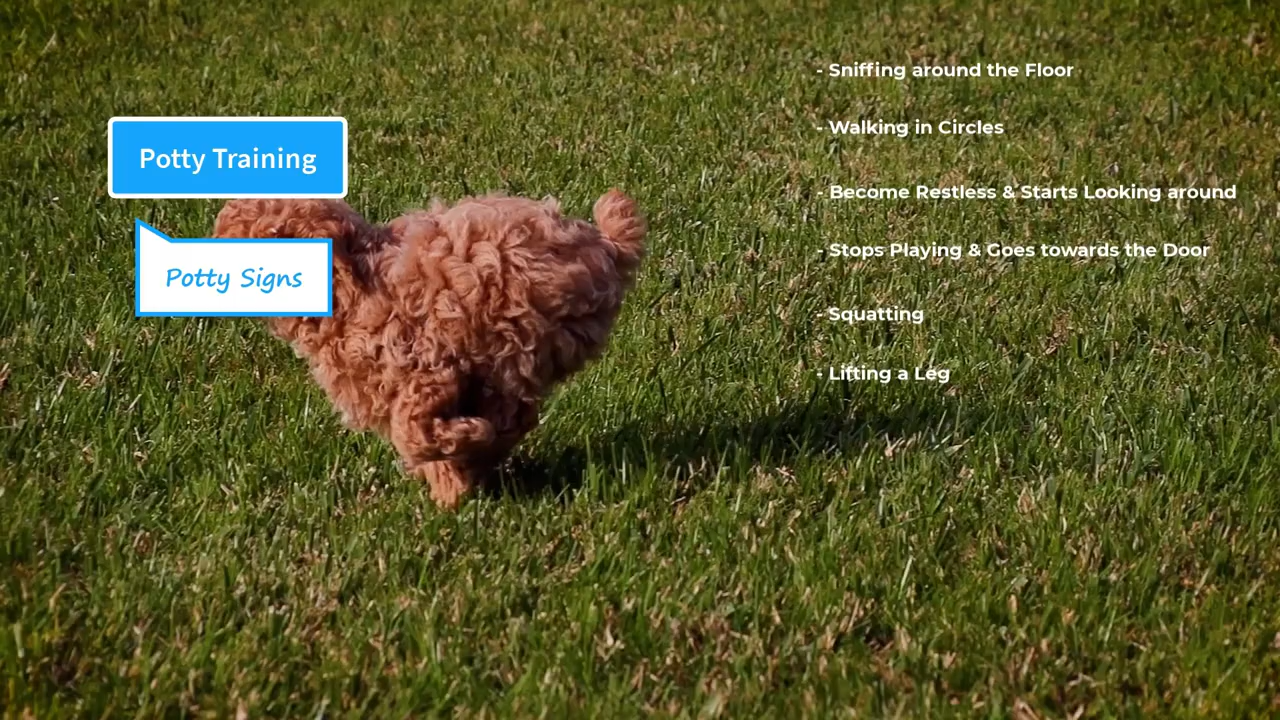 Potty Training
Potty Signs
- Sniffing around the Floor
- Walking in Circles
- Become Restless & Starts Looking around
- Stops Playing & Goes towards the Door
- Squatting
- Lifting a Leg